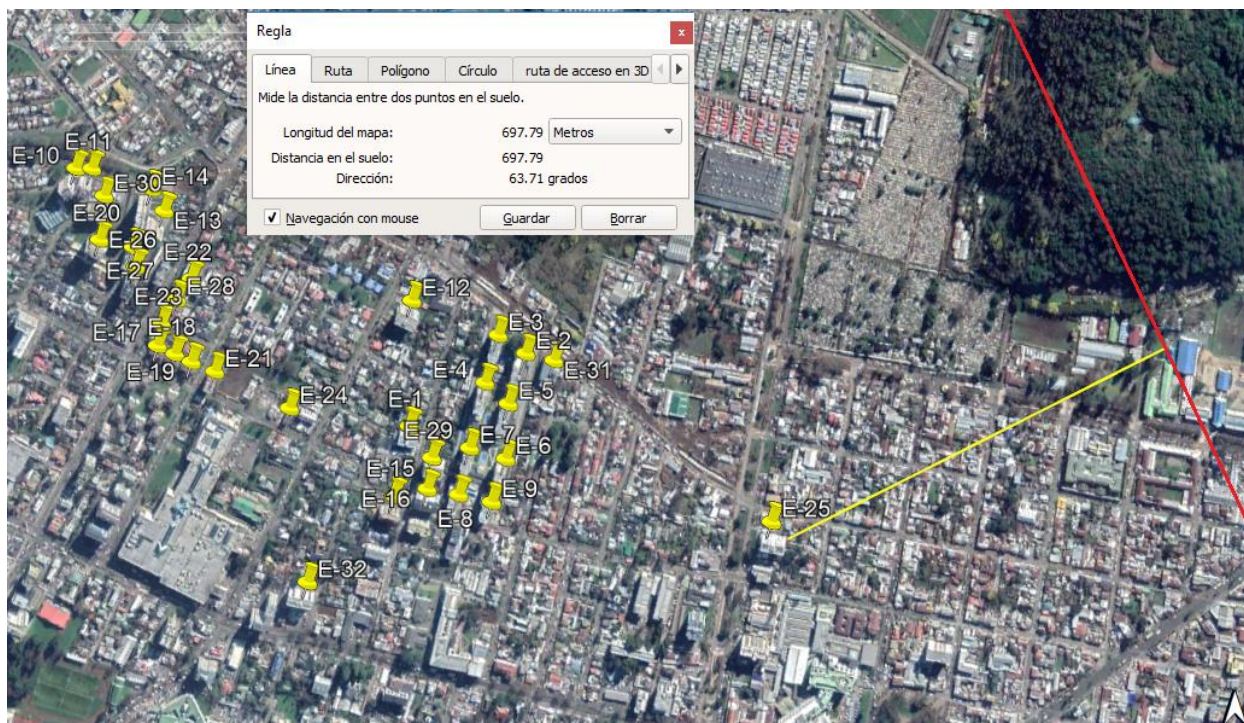 Regla
x
Línea Ruta Polígono Círculo ruta de acceso en 3D
Mide la distancia entre dos puntos en el suelo.
Longitud del mapa: 697.79 Metros
Distancia en el suelo: 697.79
Dirección: 63.71 grados
Navegación con mouse Guardar Borrar
E-10
E-11
E-30
E-14
E-20
E-13
E-26
E-22
E-27
E-28
E-23
E-12
E-17
E-18
E-3
E-2
E-19
E-21
E-4
E-31
E-24
E-5
E-1
E-29
E-7
E-6
E-15
E-16
E-9
E-8
E-25
E-32